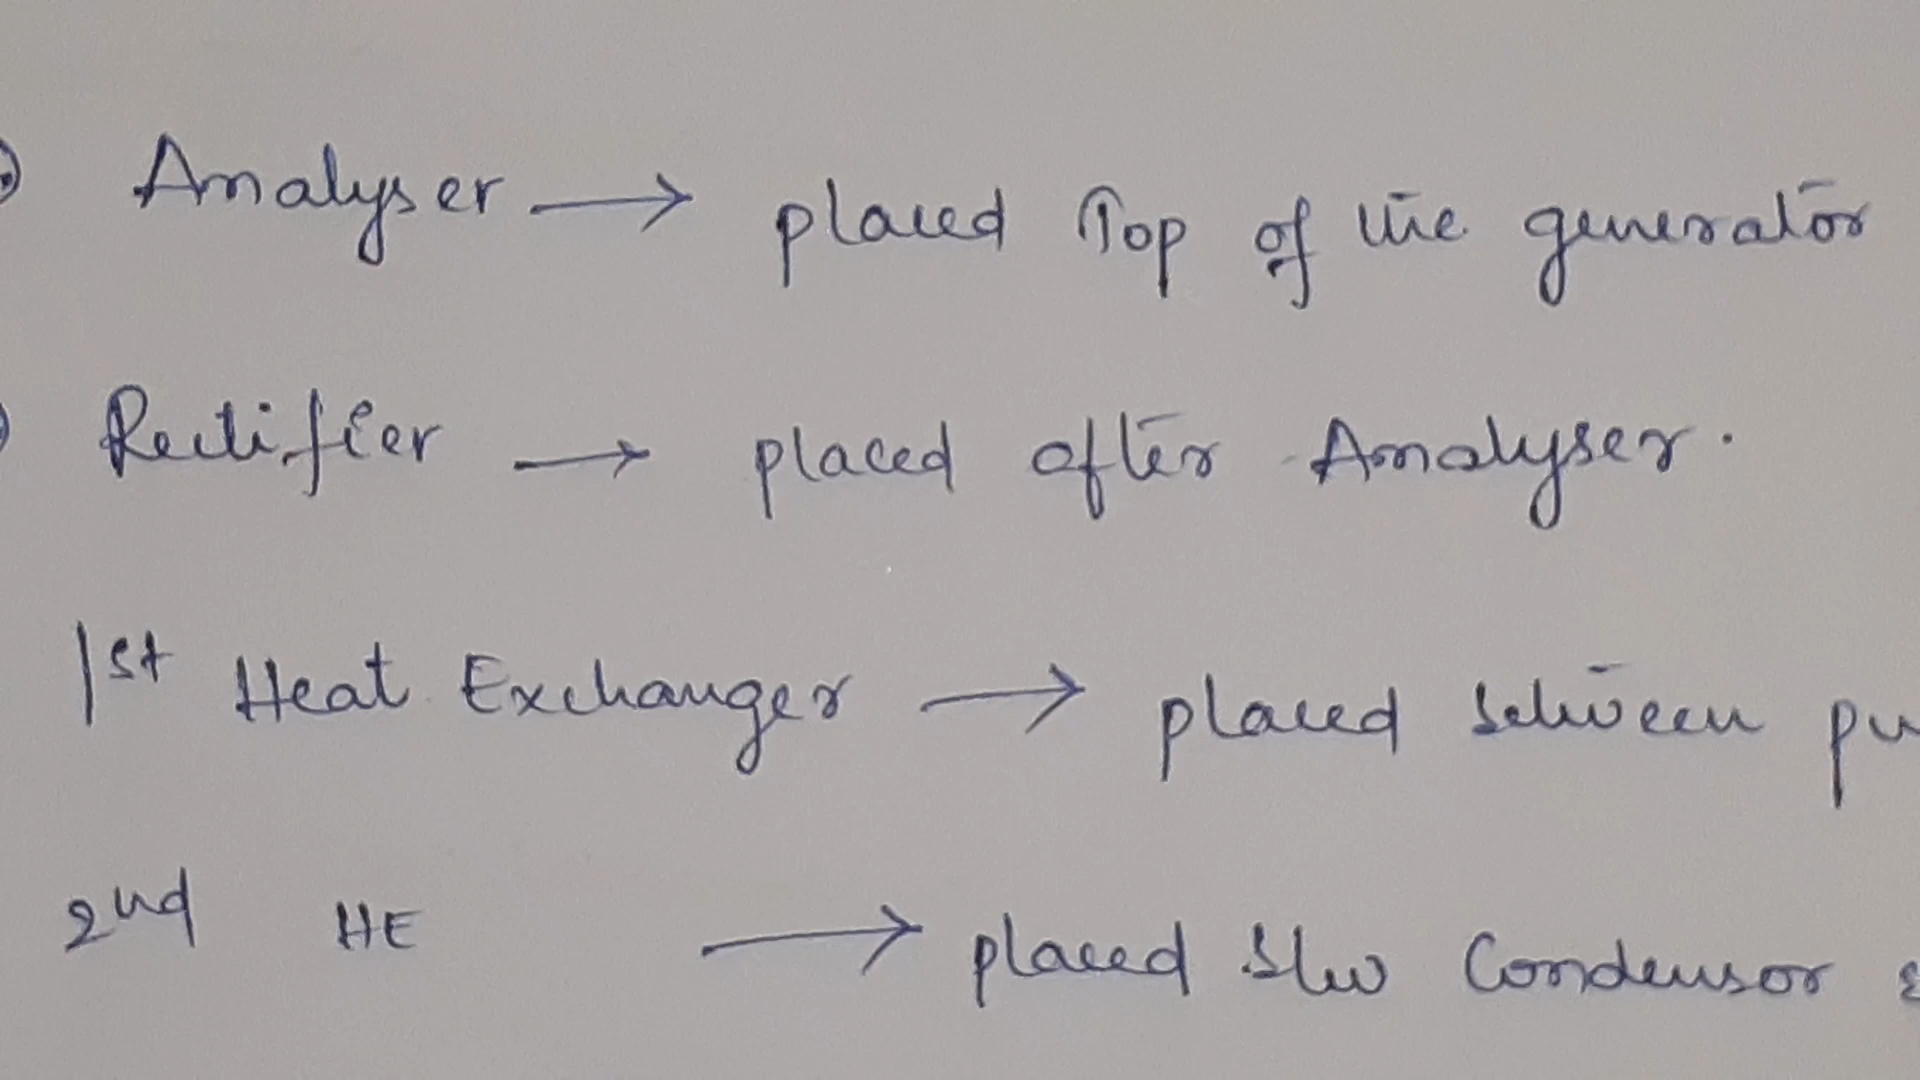 Analyser → placed Top of the generator
Rectifier → placed after Analyser.
1st Heat Exchanger → placed between pu
2nd HE → placed b/w Condensor &